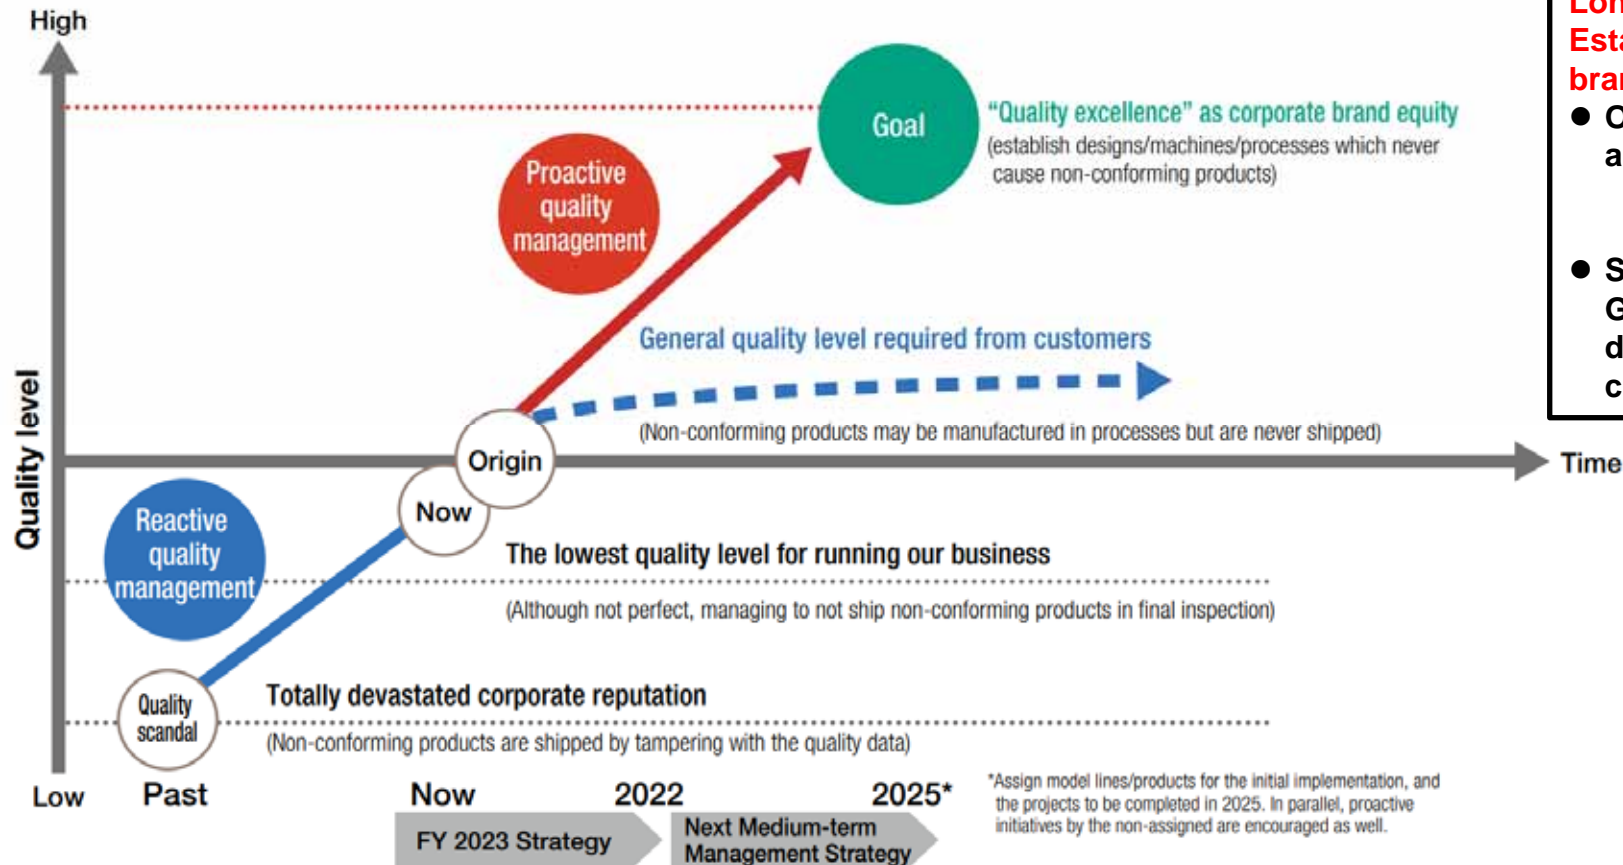 High
Goal
"Quality excellence" as corporate brand equity
(establish designs/machines/processes which never
cause non-conforming products)
Proactive
quality
management
General quality level required from customers
(Non-conforming products may be manufactured in processes but are never shipped)
Quality level
Origin
Time
Now
Reactive
quality
management
The lowest quality level for running our business
(Although not perfect, managing to not ship non-conforming products in final inspection)
Quality
scandal
Totally devastated corporate reputation
(Non-conforming products are shipped by tampering with the quality data)
Low
Past
Now
2022
2025*
FY 2023 Strategy
Next Medium-term
Management Strategy
*Assign model lines/products for the initial implementation, and
the projects to be completed in 2025. In parallel, proactive
initiatives by the non-assigned are encouraged as well.